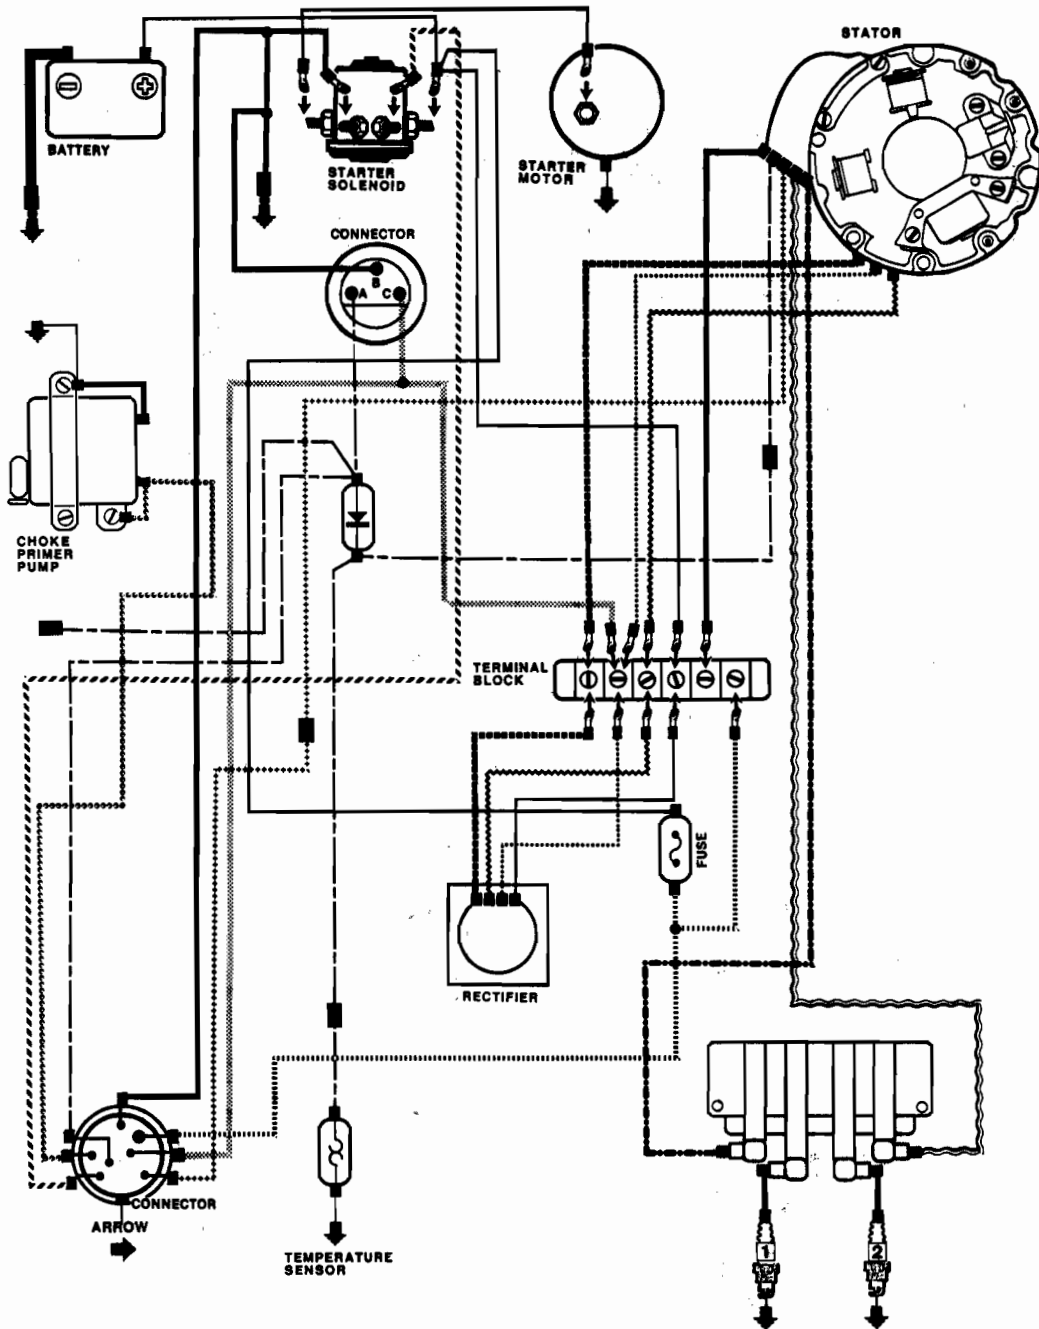 STATOR
BATTERY
STARTER
SOLENOID
STARTER
MOTOR
CONNECTOR
B
A
C
CHOKE
PRIMER
PUMP
TERMINAL
BLOCK
FUSE
RECTIFIER
CONNECTOR
ARROW
TEMPERATURE
SENSOR
1
2